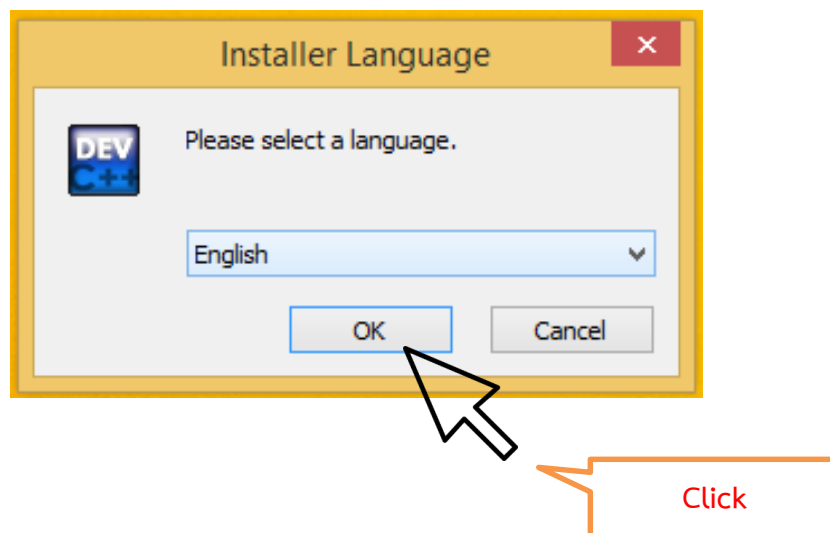 Installer Language
DEV
C++
Please select a language.
English
OK
Cancel
Click